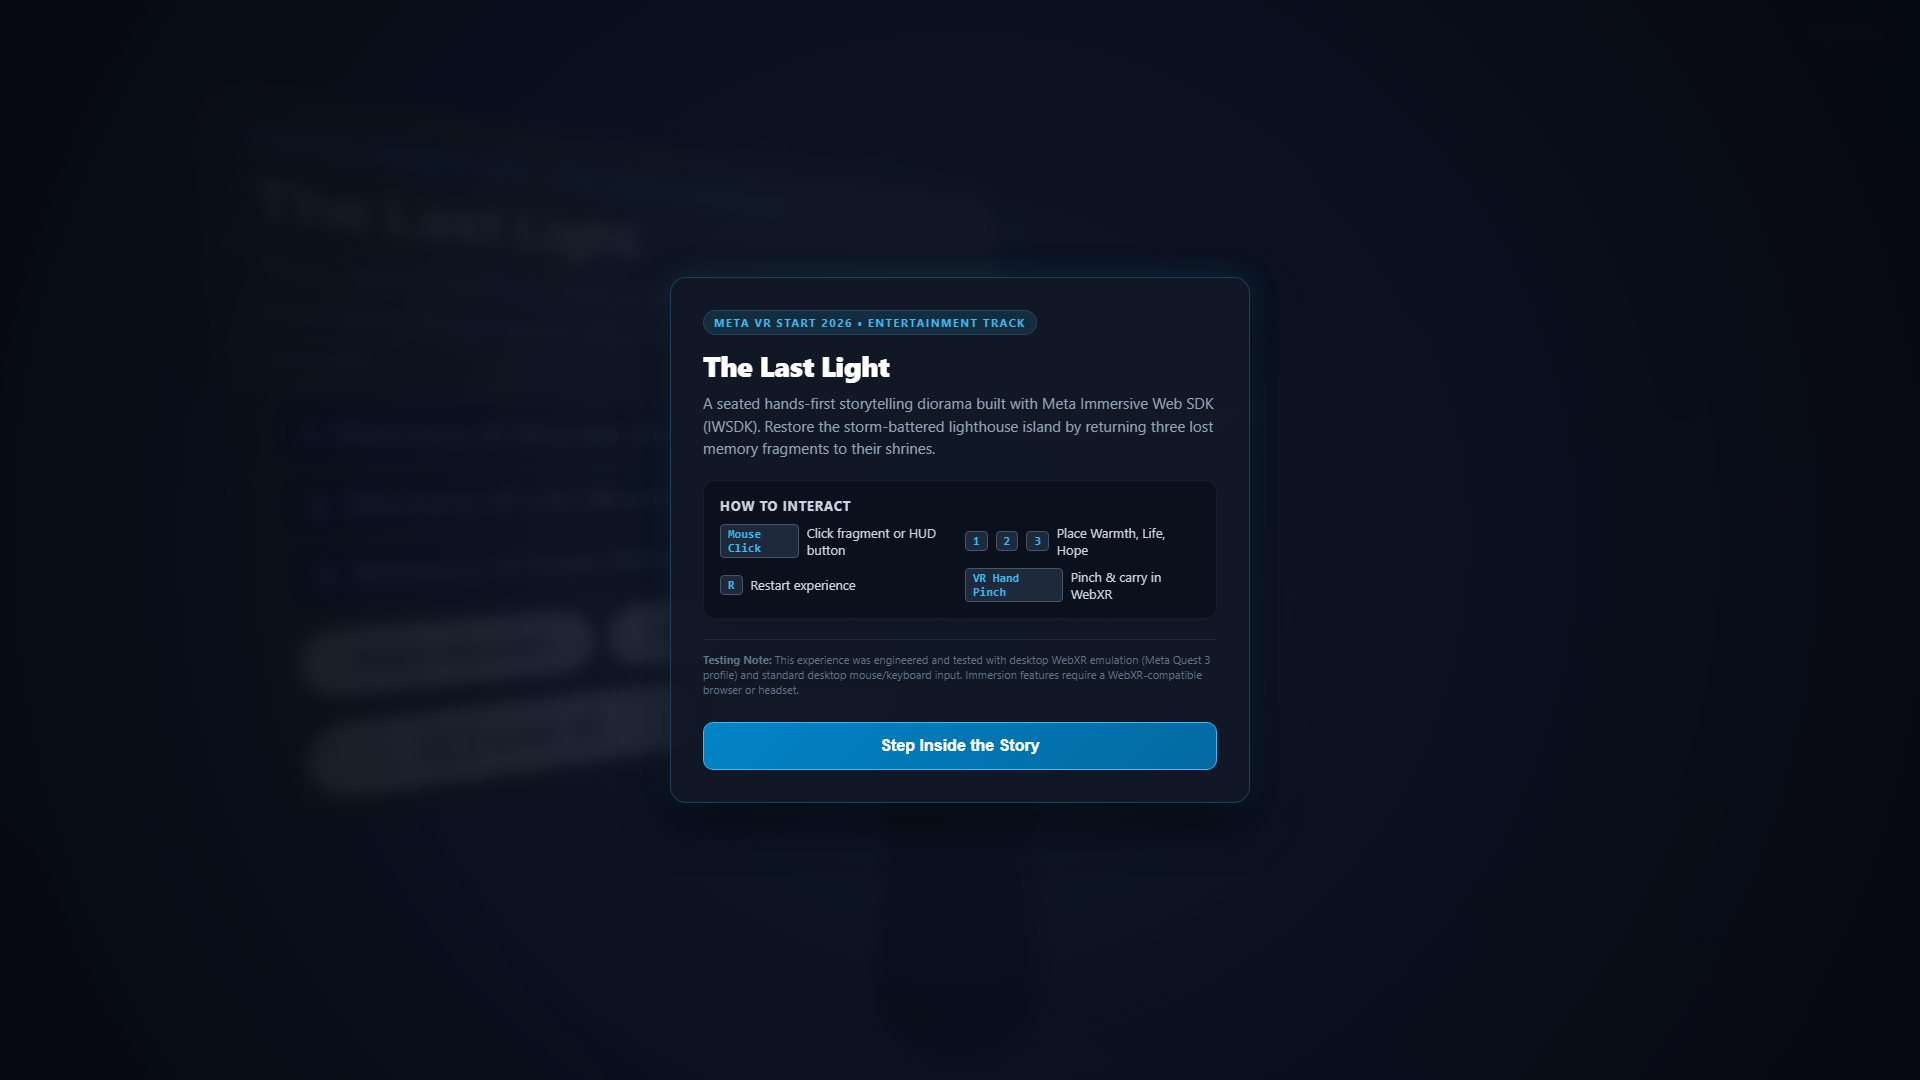 META VR START 2026 • ENTERTAINMENT TRACK
The Last Light
A seated hands-first storytelling diorama built with Meta Immersive Web SDK
(IWSDK). Restore the storm-battered lighthouse island by returning three lost
memory fragments to their shrines.
HOW TO INTERACT
Mouse
Click
Click fragment or HUD
button
1 2 3
Place Warmth, Life,
Hope
R Restart experience
VR Hand
Pinch
Pinch & carry in
WebXR
Testing Note: This experience was engineered and tested with desktop WebXR emulation (Meta Quest 3
profile) and standard desktop mouse/keyboard input. Immersion features require a WebXR-compatible
browser or headset.
Step Inside the Story
The Last Light